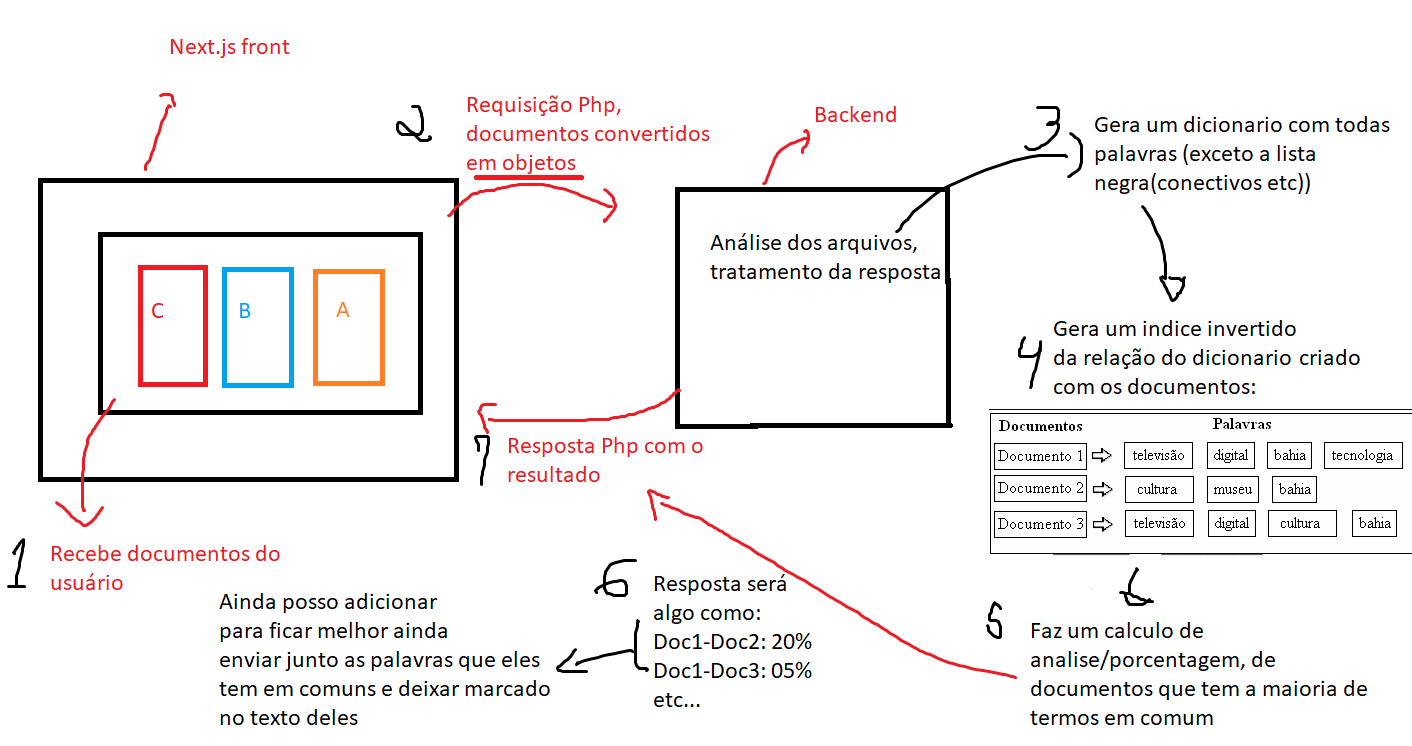 Next.js front
2
Requisição Php,
documentos convertidos
em objetos
Backend
3
Gera um dicionario com todas
palavras (exceto a lista
negra(conectivos etc))
Análise dos arquivos,
tratamento da resposta
C
B
A
4
Gera um indice invertido
da relação do dicionario criado
com os documentos:
Documentos Palavras
Documento 1 televisão digital bahia tecnologia
Documento 2 cultura museu bahia
Documento 3 televisão digital cultura bahia
7
Resposta Php com o
resultado
1
Recebe documentos do
usuário
Ainda posso adicionar
para ficar melhor ainda
enviar junto as palavras que eles
tem em comuns e deixar marcado
no texto deles
6
Resposta será
algo como:
Doc1-Doc2: 20%
Doc1-Doc3: 05%
etc...
5
Faz um calculo de
analise/porcentagem, de
documentos que tem a maioria de
termos em comum